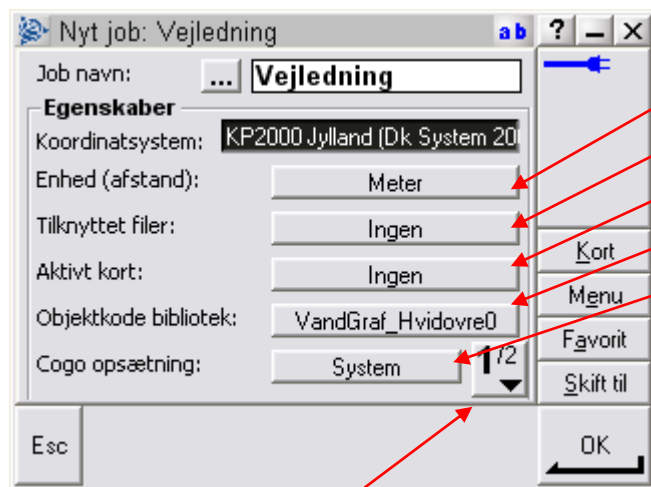 Nyt job: Vejledning ab ? – X
Job navn: ... Vejledning
Egenskaber
Koordinatsystem: KP2000 Jylland (Dk System 20
Enhed (afstand): Meter
Tilknyttet filer: Ingen
Aktivt kort: Ingen
Objektkode bibliotek: VandGraf_Hvidovre0
Cogo opsætning: System
1/2
Kort
Menu
Favorit
Skift til
Esc
OK